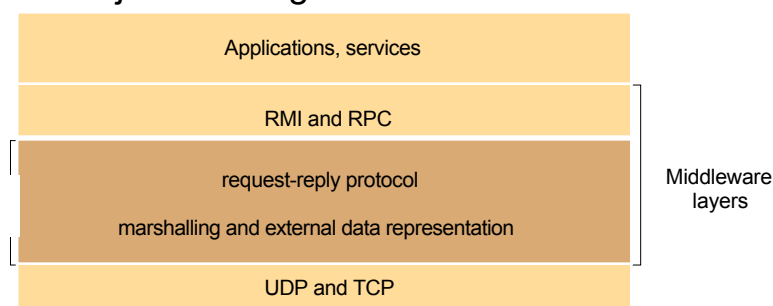 Applications, services
RMI and RPC
request-reply protocol
marshalling and external data representation
Middleware
layers
UDP and TCP